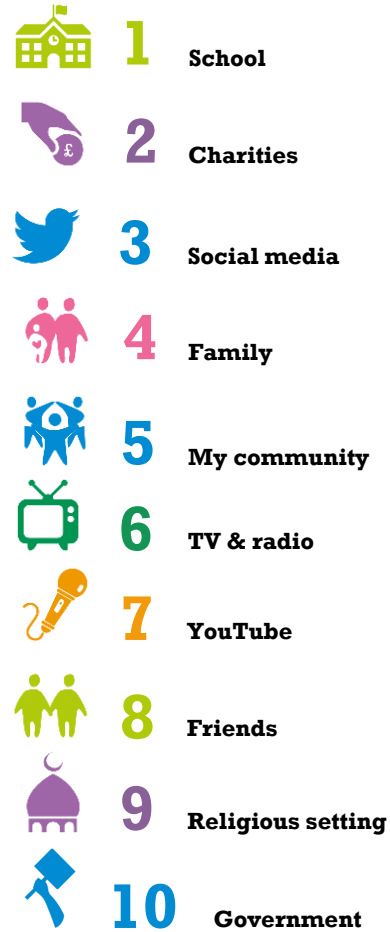 1 School
£
2 Charities
3 Social media
4 Family
5 My community
6 TV & radio
7 YouTube
8 Friends
9 Religious setting
10 Government